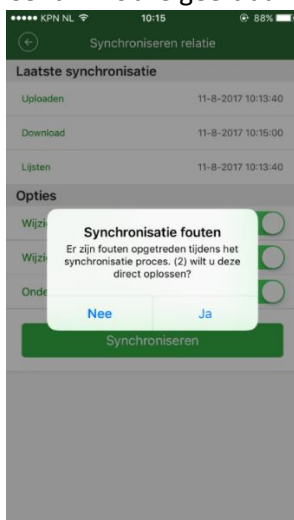 KPN NL 10:15 88%
Synchroniseren relatie
Laatste synchronisatie
Uploaden 11-8-2017 10:13:40
Download 11-8-2017 10:15:00
Lijsten 11-8-2017 10:13:40
Opties
Synchronisatie fouten
Er zijn fouten opgetreden tijdens het
synchronisatie proces. (2) wilt u deze
direct oplossen?
Nee Ja
Synchroniseren